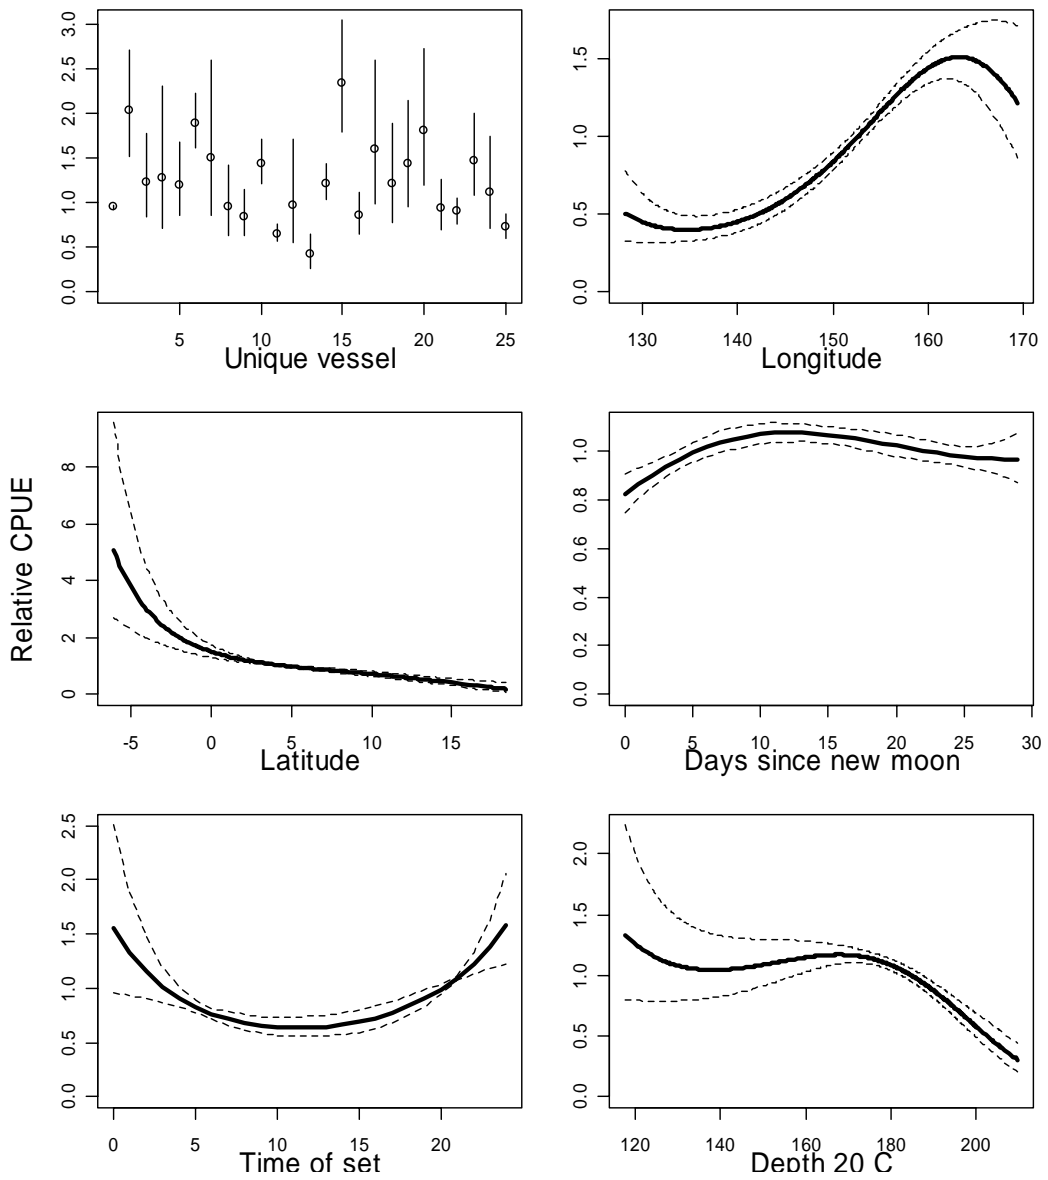 0.0 0.5 1.0 1.5 2.0 2.5 3.0
5 10 15 20 25
Unique vessel
0.0 0.5 1.0 1.5
130 140 150 160 170
Longitude
Relative CPUE
0 2 4 6 8
-5 0 5 10 15
Latitude
0.0 0.2 0.4 0.6 0.8 1.0
0 5 10 15 20 25 30
Days since new moon
0.0 0.5 1.0 1.5 2.0 2.5
0 5 10 15 20
Time of set
0.0 0.5 1.0 1.5 2.0
120 140 160 180 200
Depth 20 C